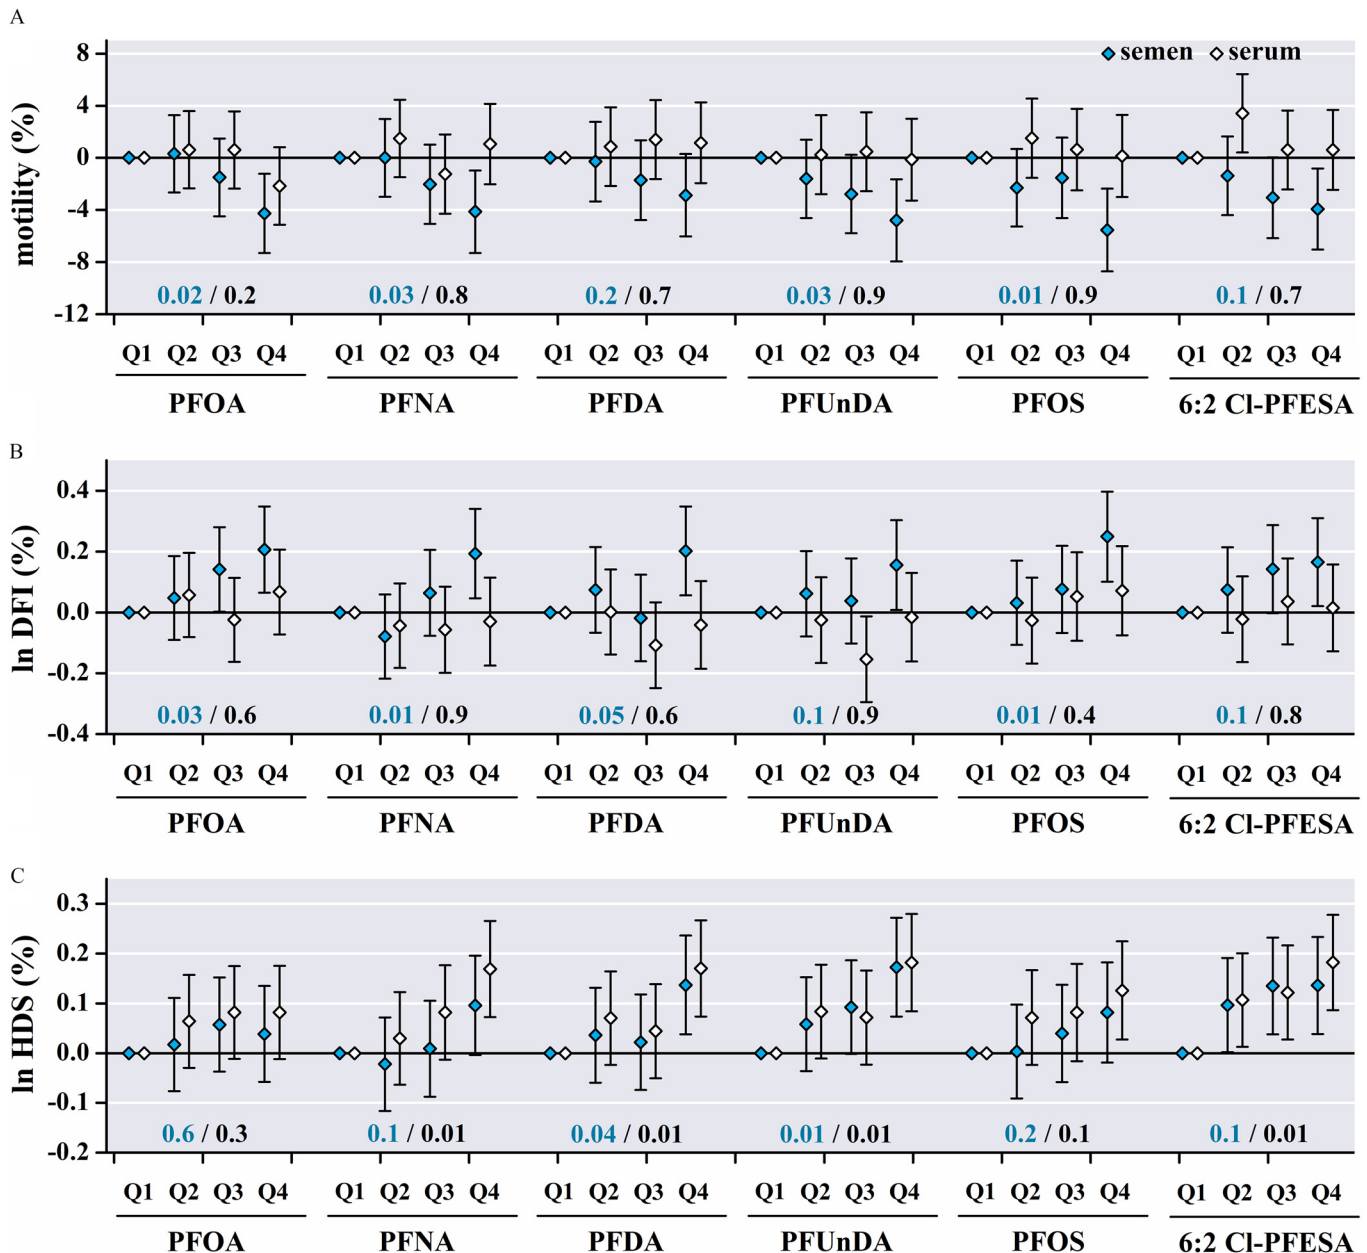 A
semen serum
motility (%)
8
4
0
-4
-8
-12
0.02 / 0.2 0.03 / 0.8 0.2 / 0.7 0.03 / 0.9 0.01 / 0.9 0.1 / 0.7
Q1 Q2 Q3 Q4 Q1 Q2 Q3 Q4 Q1 Q2 Q3 Q4 Q1 Q2 Q3 Q4 Q1 Q2 Q3 Q4 Q1 Q2 Q3 Q4
PFOA PFNA PFDA PFUnDA PFOS 6:2 Cl-PFESA
B
ln DFI (%)
0.4
0.2
0.0
-0.2
-0.4
0.03 / 0.6 0.01 / 0.9 0.05 / 0.6 0.1 / 0.9 0.01 / 0.4 0.1 / 0.8
Q1 Q2 Q3 Q4 Q1 Q2 Q3 Q4 Q1 Q2 Q3 Q4 Q1 Q2 Q3 Q4 Q1 Q2 Q3 Q4 Q1 Q2 Q3 Q4
PFOA PFNA PFDA PFUnDA PFOS 6:2 Cl-PFESA
C
ln HDS (%)
0.3
0.2
0.1
0.0
-0.1
-0.2
0.6 / 0.3 0.1 / 0.01 0.04 / 0.01 0.01 / 0.01 0.2 / 0.1 0.1 / 0.01
Q1 Q2 Q3 Q4 Q1 Q2 Q3 Q4 Q1 Q2 Q3 Q4 Q1 Q2 Q3 Q4 Q1 Q2 Q3 Q4 Q1 Q2 Q3 Q4
PFOA PFNA PFDA PFUnDA PFOS 6:2 Cl-PFESA